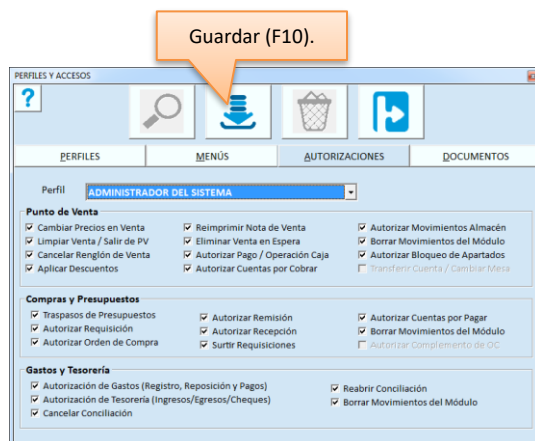 Guardar (F10).
PERFILES Y ACCESOS
?
PERFILES MENÚS AUTORIZACIONES DOCUMENTOS
Perfil ADMINISTRADOR DEL SISTEMA
Punto de Venta
Cambiar Precios en Venta Reimprimir Nota de Venta Autorizar Movimientos Almacén
Limpiar Venta / Salir de PV Eliminar Venta en Espera Borrar Movimientos del Módulo
Cancelar Renglón de Venta Autorizar Pago / Operación Caja Autorizar Bloqueo de Apartados
Aplicar Descuentos Autorizar Cuentas por Cobrar Transferir Cuenta / Cambiar Mesa
Compras y Presupuestos
Traspasos de Presupuestos Autorizar Remisión Autorizar Cuentas por Pagar
Autorizar Requisición Autorizar Recepción Borrar Movimientos del Módulo
Autorizar Orden de Compra Surtir Requisiciones Autorizar Complemento de OC
Gastos y Tesorería
Autorización de Gastos (Registro, Reposición y Pagos) Reabrir Conciliación
Autorización de Tesorería (Ingresos/Egresos/Cheques) Borrar Movimientos del Módulo
Cancelar Conciliación